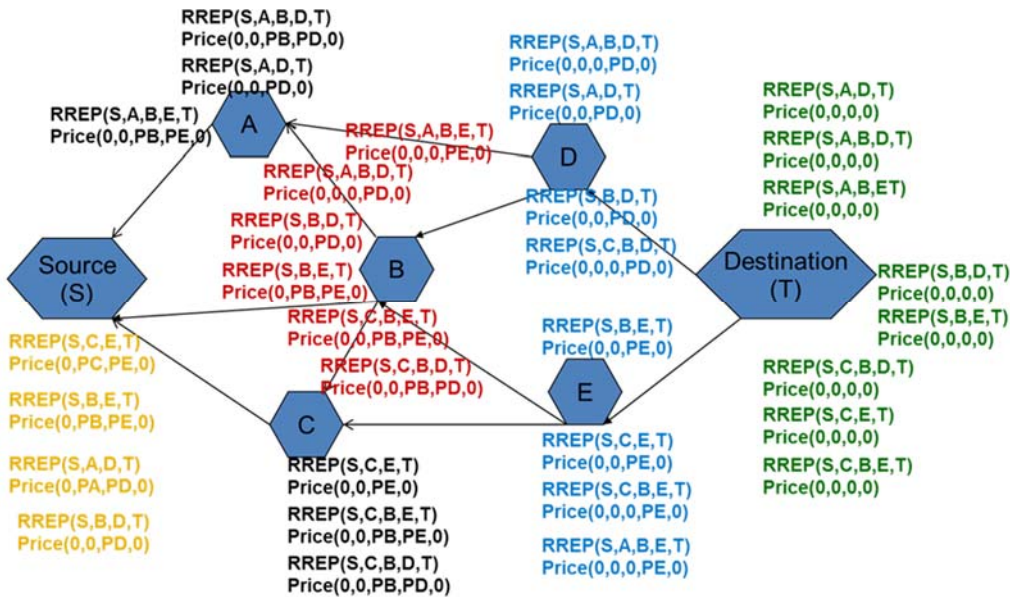 RREP(S,A,B,D,T)
Price(0,0,PB,PD,0)
RREP(S,A,D,T)
Price(0,0,PD,0)
RREP(S,A,B,E,T)
Price(0,0,PB,PE,0)
A
RREP(S,A,B,D,T)
Price(0,0,0,PD,0)
RREP(S,A,D,T)
Price(0,0,PD,0)
D
RREP(S,A,D,T)
Price(0,0,0,0)
RREP(S,A,B,D,T)
Price(0,0,0,0)
RREP(S,A,B,ET)
Price(0,0,0,0)
RREP(S,A,B,E,T)
Price(0,0,0,PE,0)
RREP(S,A,B,D,T)
Price(0,0,0,PD,0)
RREP(S,B,D,T)
Price(0,0,PD,0)
RREP(S,B,E,T)
Price(0,PB,PE,0)
B
RREP(S,B,D,T)
Price(0,0,PD,0)
RREP(S,C,B,D,T)
Price(0,0,0,PD,0)
Source
(S)
Destination
(T)
RREP(S,B,D,T)
Price(0,0,0,0)
RREP(S,B,E,T)
Price(0,0,0,0)
RREP(S,C,B,E,T)
Price(0,0,PB,PE,0)
RREP(S,C,B,D,T)
Price(0,0,PB,PD,0)
RREP(S,B,E,T)
Price(0,0,PE,0)
E
RREP(S,C,E,T)
Price(0,PC,PE,0)
RREP(S,B,E,T)
Price(0,PB,PE,0)
RREP(S,A,D,T)
Price(0,PA,PD,0)
RREP(S,B,D,T)
Price(0,0,PD,0)
C
RREP(S,C,E,T)
Price(0,0,PE,0)
RREP(S,C,B,E,T)
Price(0,0,PB,PE,0)
RREP(S,C,B,D,T)
Price(0,0,PB,PD,0)
RREP(S,C,E,T)
Price(0,0,PE,0)
RREP(S,C,B,E,T)
Price(0,0,0,PE,0)
RREP(S,A,B,E,T)
Price(0,0,0,PE,0)
RREP(S,C,B,D,T)
Price(0,0,0,0)
RREP(S,C,E,T)
Price(0,0,0,0)
RREP(S,C,B,E,T)
Price(0,0,0,0)